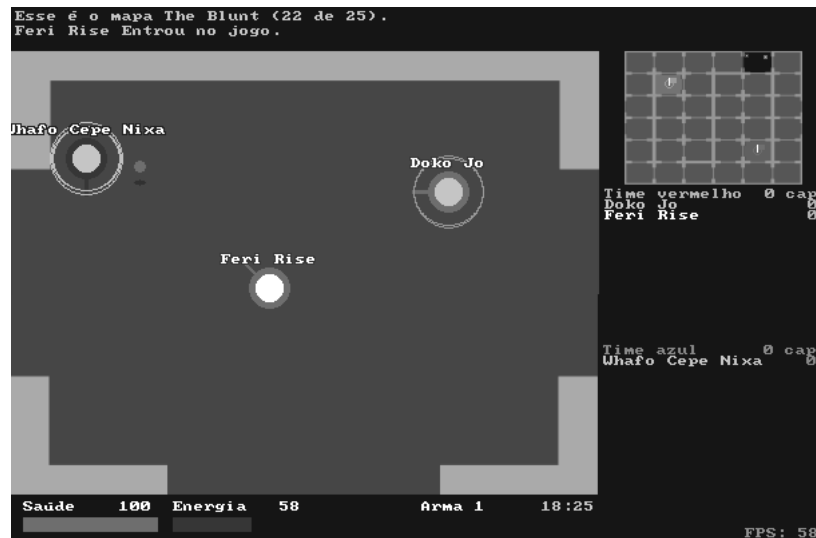 Esse é o mapa The Blunt (22 de 25).
Feri Rise Entrou no jogo.
Whafo Cepe Nixa
Doko Jo
Feri Rise
Time vermelho 0 cap
Doko Jo 0
Feri Rise 0
Time azul 0 cap
Whafo Cepe Nixa 0
Saúde 100 Energia 58 Arma 1 18:25
FPS: 58